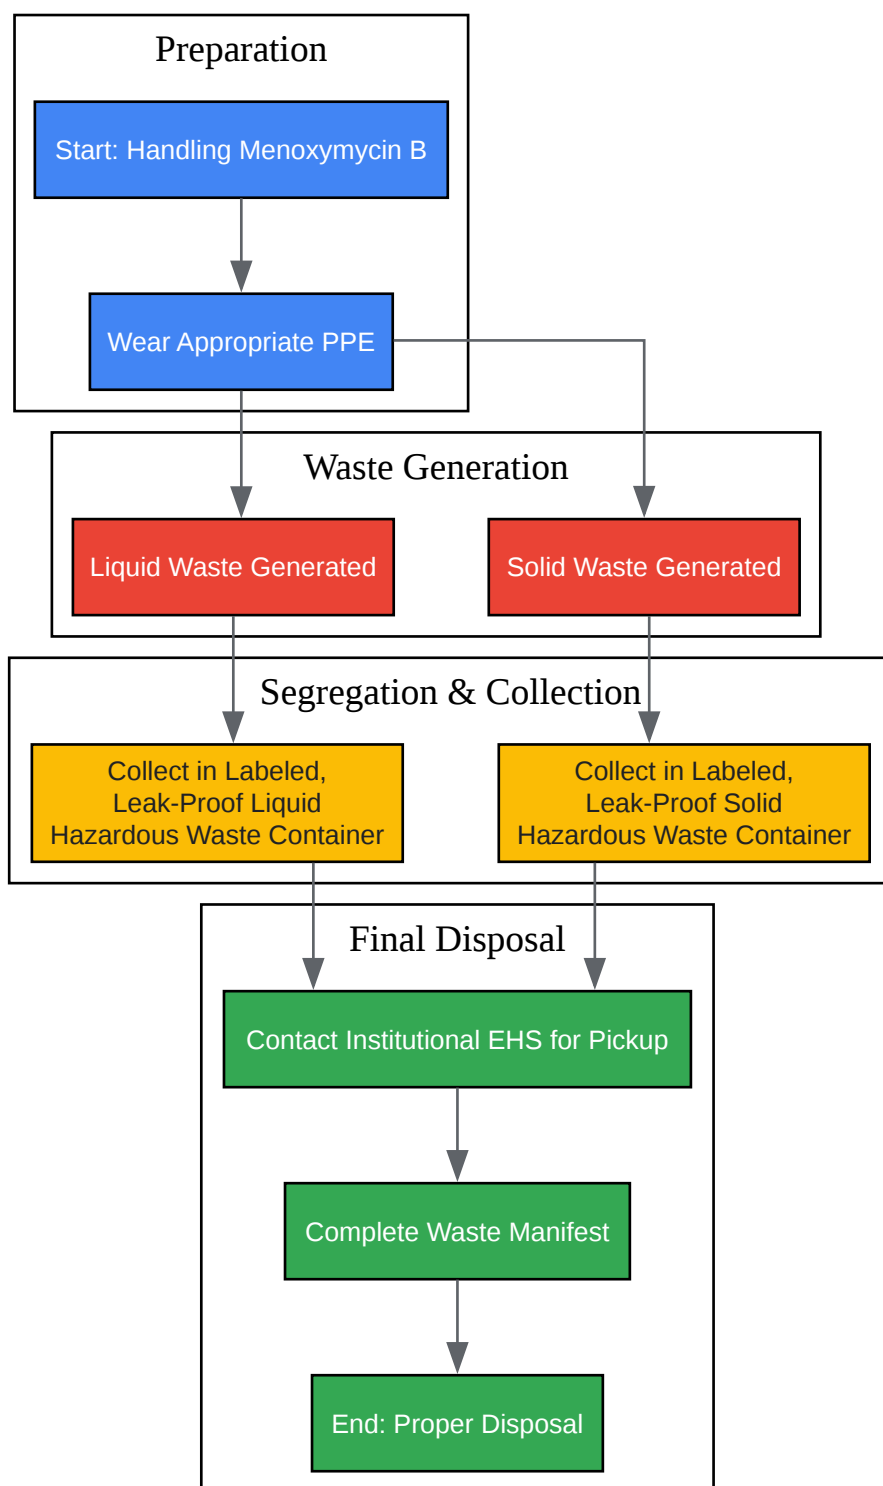 Preparation
Start: Handling Menoxymycin B
Wear Appropriate PPE
Waste Generation
Liquid Waste Generated
Solid Waste Generated
Segregation & Collection
Collect in Labeled,
Leak-Proof Liquid
Hazardous Waste Container
Collect in Labeled,
Leak-Proof Solid
Hazardous Waste Container
Final Disposal
Contact Institutional EHS for Pickup
Complete Waste Manifest
End: Proper Disposal